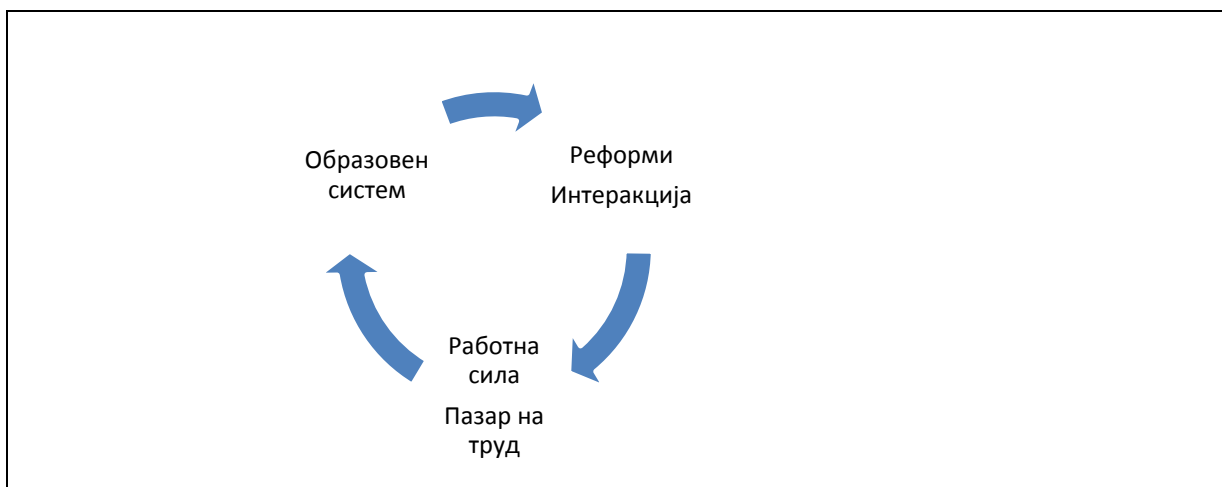 Образовен
систем
Реформи
Интеракција
Работна
сила
Пазар на
труд